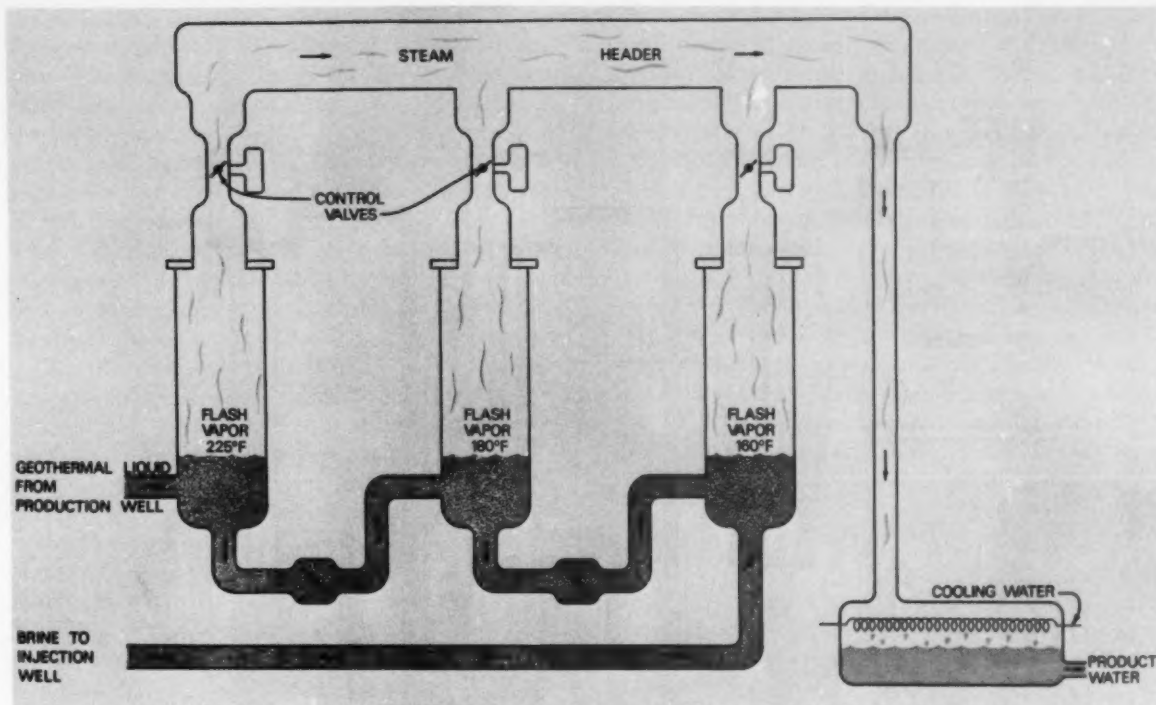 STEAM HEADER
CONTROL
VALVES
FLASH
VAPOR
225°F
FLASH
VAPOR
180°F
FLASH
VAPOR
160°F
GEOTHERMAL LIQUID
FROM
PRODUCTION WELL
COOLING WATER
BRINE TO
INJECTION
WELL
PRODUCT
WATER